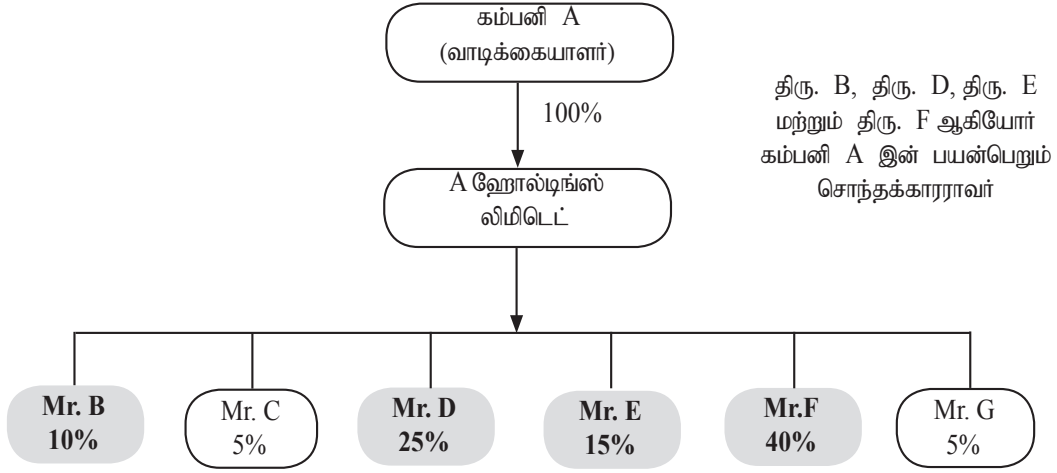 கம்பனி A
(வாடிக்கையாளர்)
100%
திரு. B, திரு. D, திரு. E
மற்றும் திரு. F ஆகியோர்
கம்பனி A இன் பயன்பெறும்
சொந்தக்காரராவர்
A ஹோல்டிங்ஸ்
லிமிடெட்
Mr. B
10%
Mr. C
5%
Mr. D
25%
Mr. E
15%
Mr.F
40%
Mr. G
5%